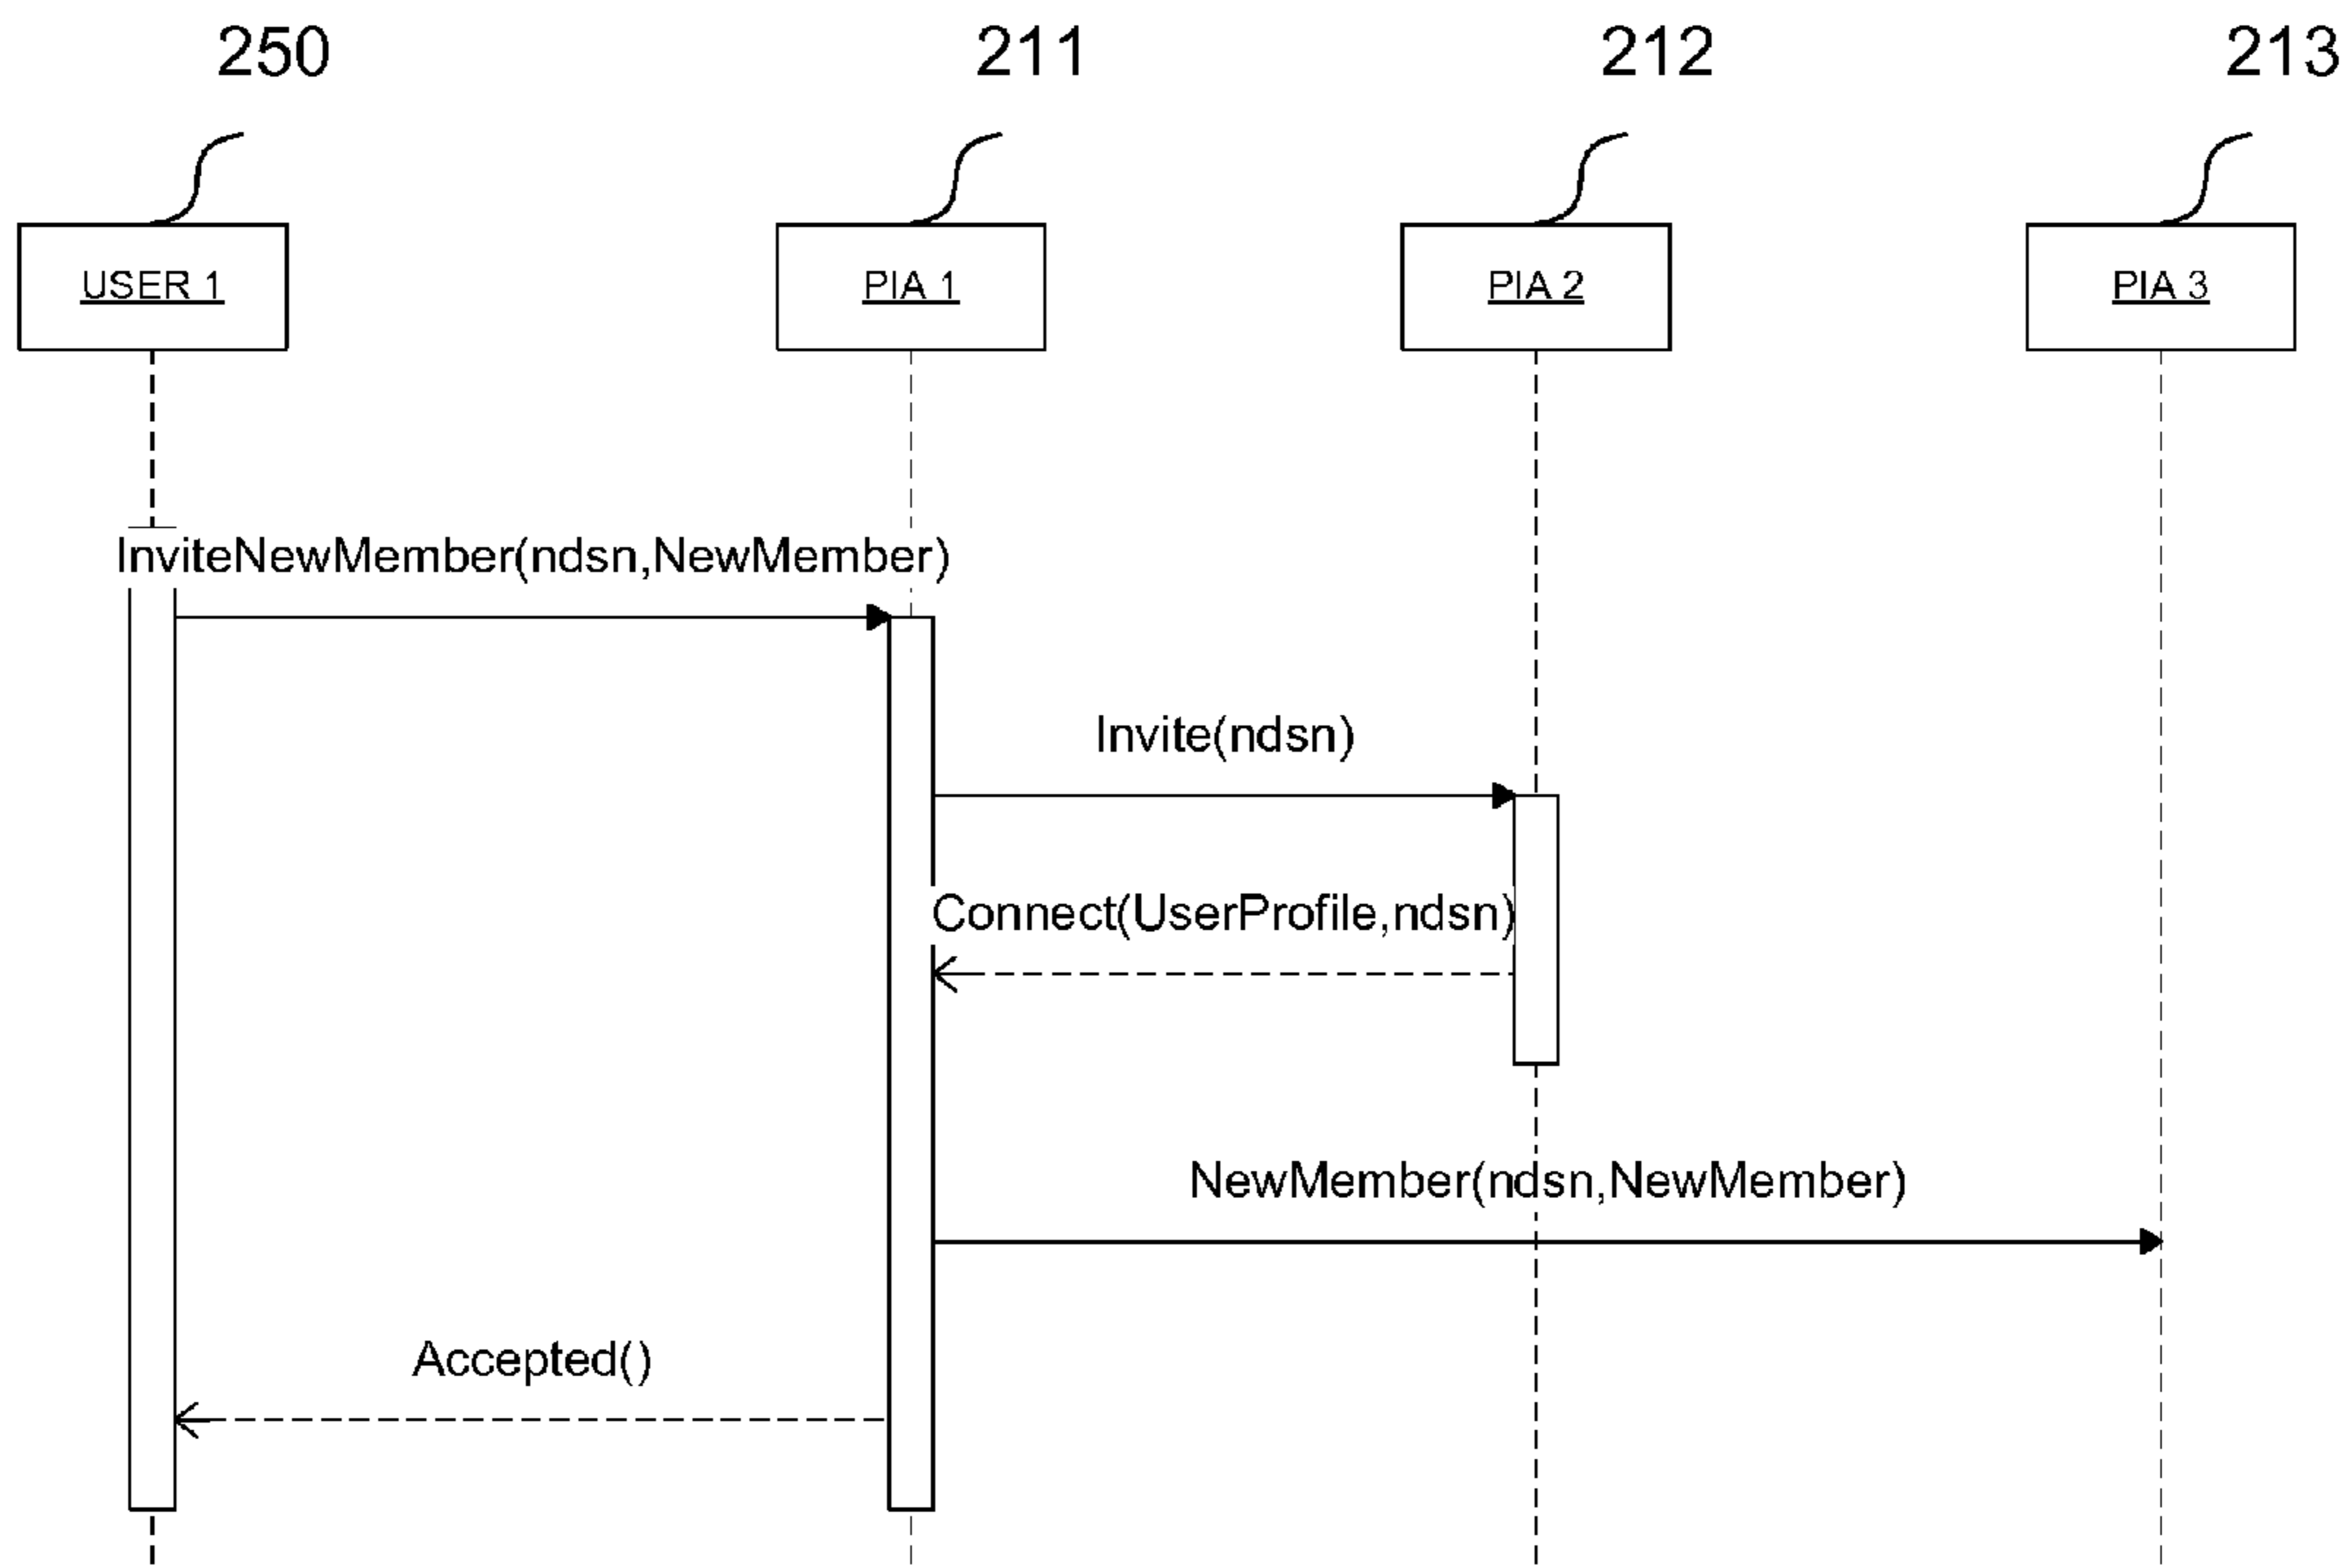 250 211 212 213
USER 1 PIA 1 PIA 2 PIA 3
InviteNewMember(ndsn,NewMember)
Invite(ndsn)
Connect(UserProfile,ndsn)
NewMember(ndsn,NewMember)
Accepted()